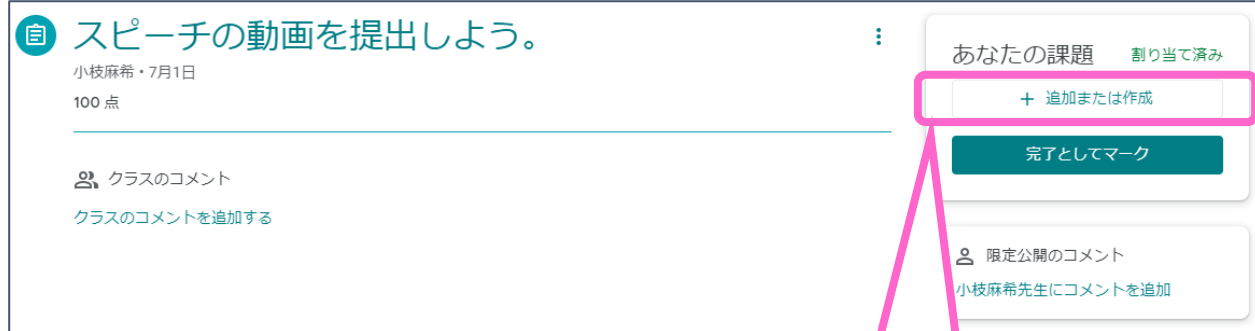 スピーチの動画を提出しよう。
小枝麻希・7月1日
100 点
クラスのコメント
クラスのコメントを追加する
あなたの課題 割り当て済み
+ 追加または作成
完了としてマーク
限定公開のコメント
小枝麻希先生にコメントを追加